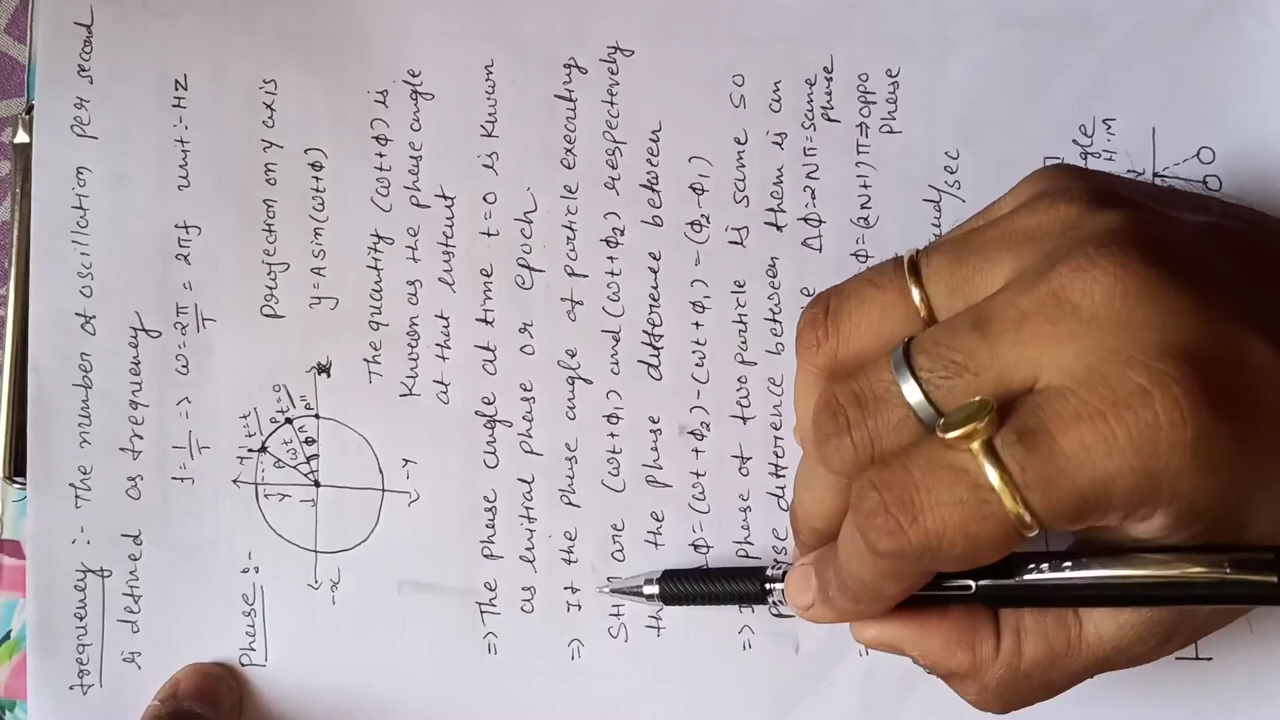 frequency :- The number of oscillation per second
is defined as frequency
f=1/T => ω=2π/T = 2πf unit:-HZ
Phase :-
projection on y axis
y=Asin(ωt+ϕ)
y
t=t
P t=0
A
ωt
ϕ
A
P"
-x
-Y
The quantity (ωt+ϕ) is
Known as the phase angle
at that instant
=> The phase angle at time t=0 is known
as initial phase or epoch.
=> If the phase angle of particle executing
are (ωt+ϕ1) and (ωt+ϕ2) respectively
the phase difference between
ϕ=(ωt+ϕ2)-(ωt+ϕ1)=(ϕ2-ϕ1)
=> phase of two particle is same so
difference between them is an
Δϕ=2Nπ=same
phase
ϕ=(2N+1)π=>oppo
phase
/sec
H.M